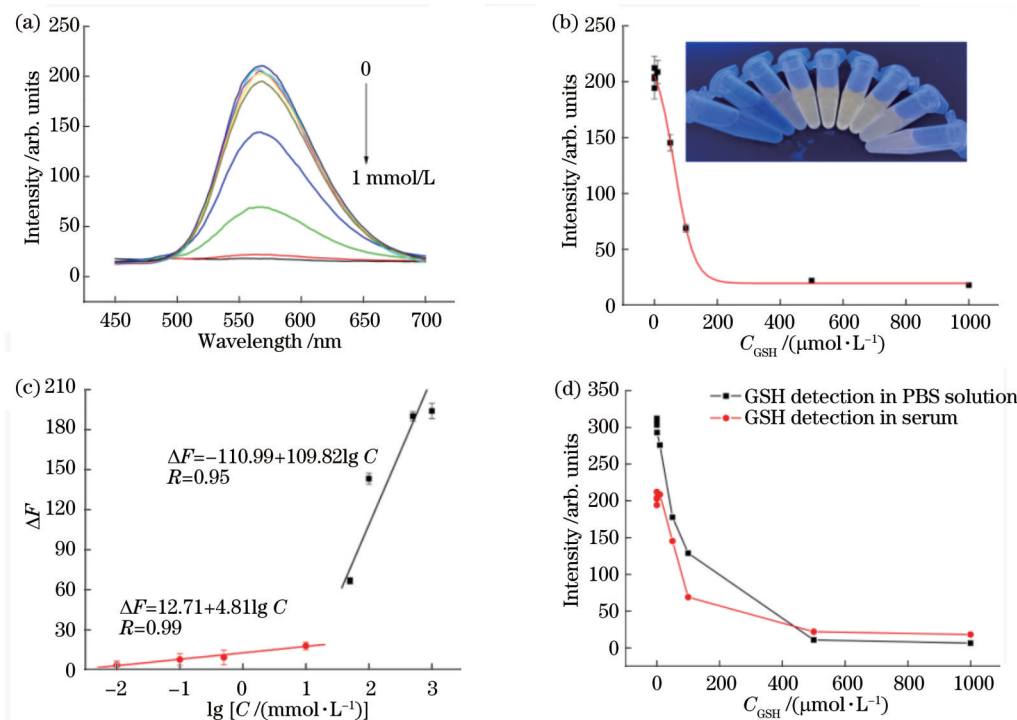 (a)
250
200
150
100
50
0
Intensity /arb. units
0
1 mmol/L
450 500 550 600 650 700
Wavelength /nm
(b)
250
200
150
100
50
0
Intensity /arb. units
0 200 400 600 800 1000
C_GSH /(μmol·L⁻¹)
(c)
210
180
150
120
90
60
30
0
ΔF
ΔF=−110.99+109.82lg C
R=0.95
ΔF=12.71+4.81lg C
R=0.99
−2 −1 0 1 2 3
lg [C /(mmol·L⁻¹)]
(d)
350
300
250
200
150
100
50
0
Intensity /arb. units
GSH detection in PBS solution
GSH detection in serum
0 200 400 600 800 1000
C_GSH /(μmol·L⁻¹)